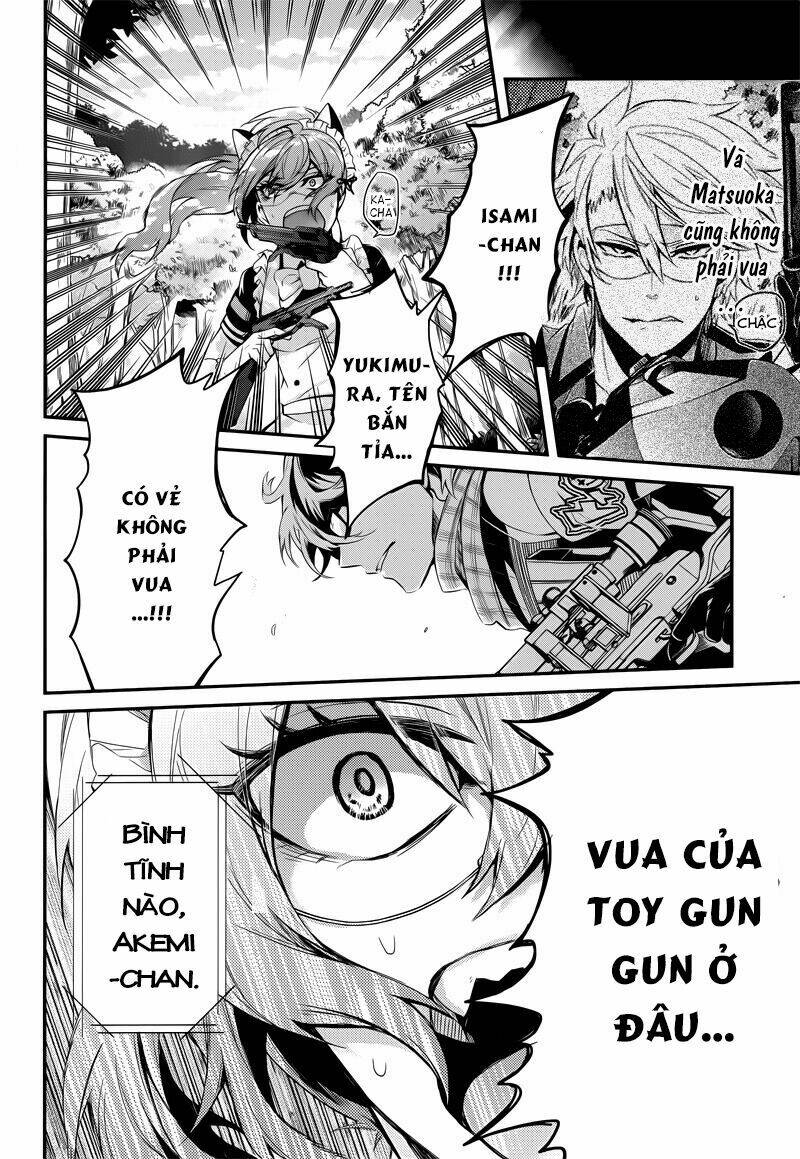 Và
Matsuoka
cũng không
phải vua
...
CHẬC
ISAMI
-CHAN
!!!
KA-
CHA
YUKIMU-
RA, TÊN
BẮN
TỈA...
CÓ VẺ
KHÔNG
PHẢI
VUA
...!!!
VUA CỦA
TOY GUN
GUN Ở
ĐÂU...
BÌNH
TĨNH
NÀO,
AKEMI
-CHAN.